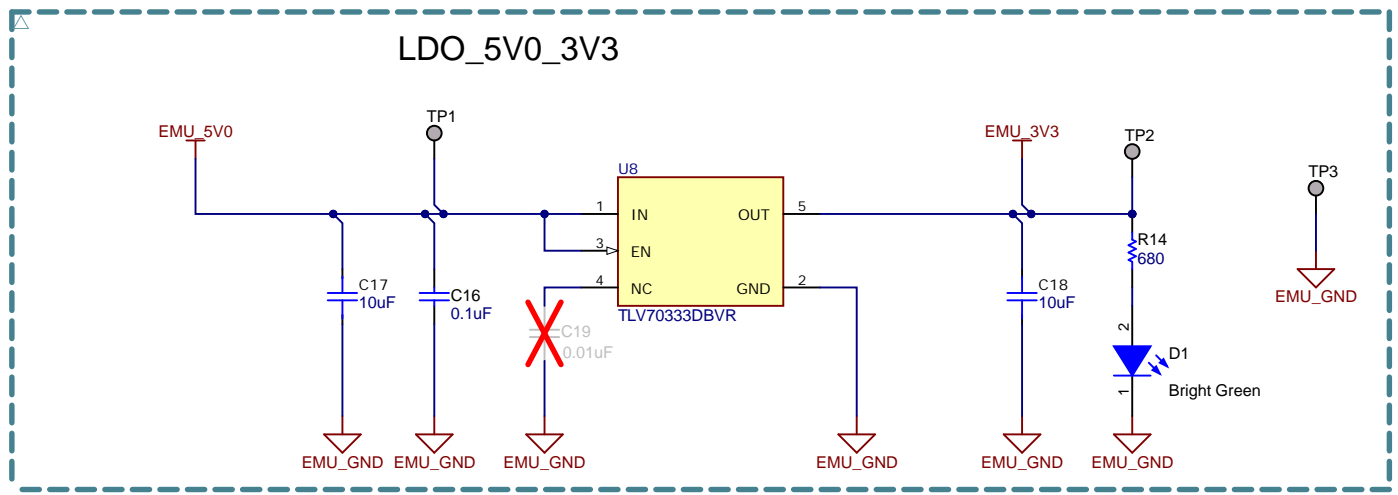 LDO_5V0_3V3
EMU_5V0
TP1
EMU_3V3
TP2
TP3
U8
1
IN
OUT
5
3
EN
4
NC
GND
2
TLV70333DBVR
C17
10uF
C16
0.1uF
C19
0.01uF
C18
10uF
R14
680
2
D1
1
Bright Green
EMU_GND
EMU_GND
EMU_GND
EMU_GND
EMU_GND
EMU_GND
EMU_GND